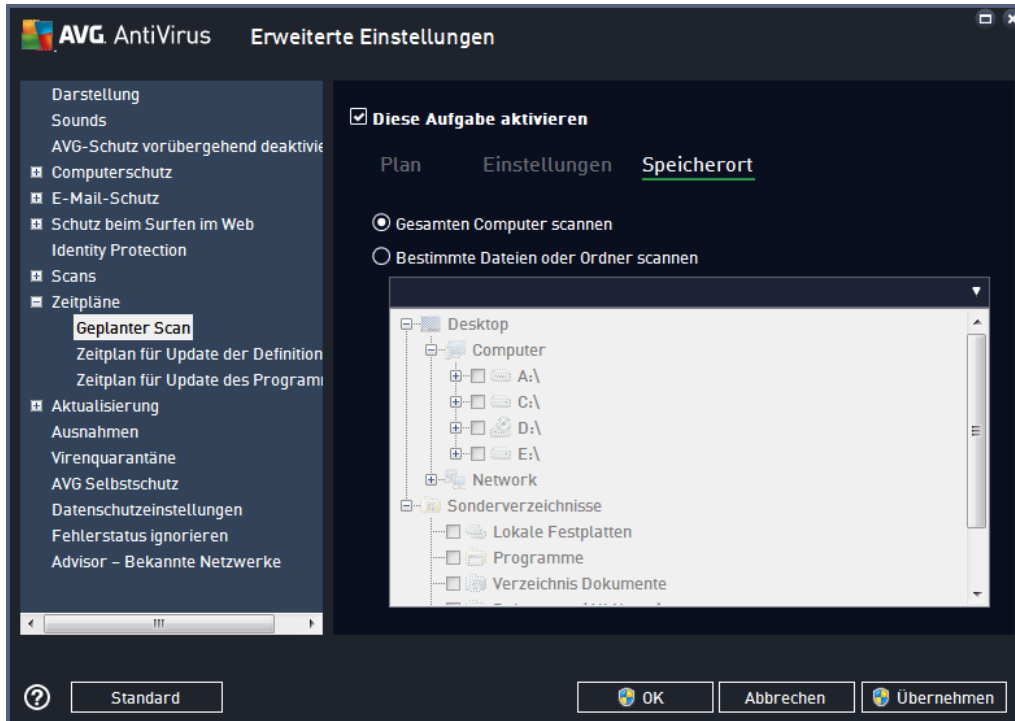 AVG AntiVirus Erweiterte Einstellungen
Darstellung
Sounds
AVG-Schutz vorübergehend deaktivie
Computerschutz
E-Mail-Schutz
Schutz beim Surfen im Web
Identity Protection
Scans
Zeitpläne
Geplanter Scan
Zeitplan für Update der Definition
Zeitplan für Update des Program
Aktualisierung
Ausnahmen
Virenquarantäne
AVG Selbstschutz
Datenschutzeinstellungen
Fehlerstatus ignorieren
Advisor – Bekannte Netzwerke
Diese Aufgabe aktivieren
Plan Einstellungen Speicherort
Gesamten Computer scannen
Bestimmte Dateien oder Ordner scannen
Desktop
Computer
A:\
C:\
D:\
E:\
Network
Sonderverzeichnisse
Lokale Festplatten
Programme
Verzeichnis Dokumente
? Standard OK Abbrechen Übernehmen